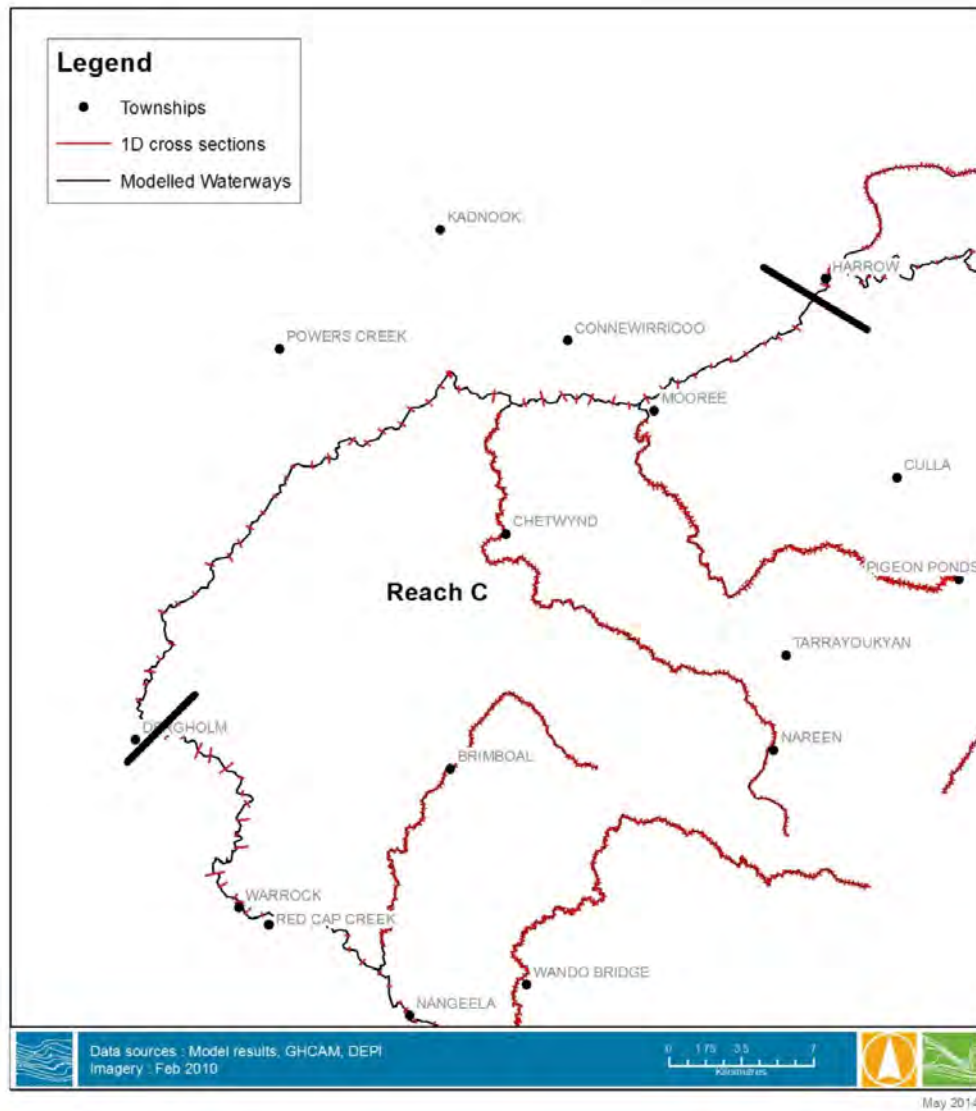 Legend
Townships
1D cross sections
Modelled Waterways
KADNOOK
HARROW
POWERS CREEK
CONNEWIRRICOO
MOOREE
CULLA
CHETWYND
PIGEON PONDS
Reach C
TARRAYOUKYAN
DERGHOLM
NAREEN
BRIMBOAL
WARROCK
RED CAP CREEK
WANDO BRIDGE
NANGEELA
Data sources : Model results, GHCAM, DEPI
Imagery : Feb 2010
0 1.75 3.5 7
Kilometres
May 2014